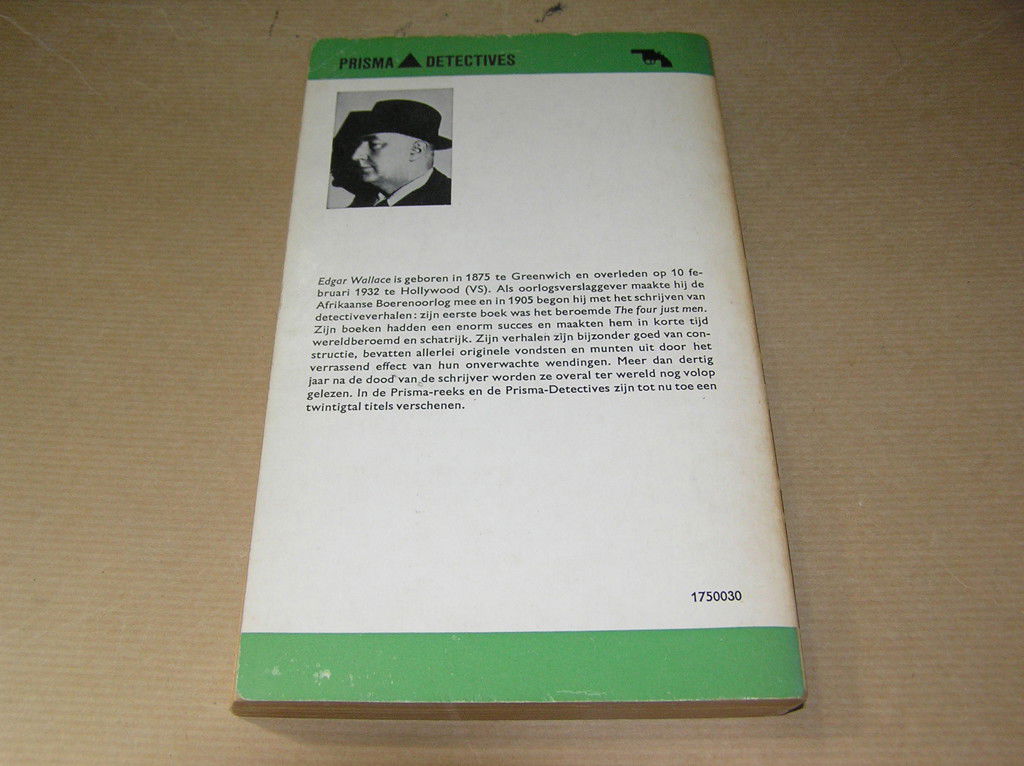 PRISMA DETECTIVES
Edgar Wallace is geboren in 1875 te Greenwich en overleden op 10 fe-
bruari 1932 te Hollywood (VS). Als oorlogsverslaggever maakte hij de
Afrikaanse Boerenoorlog mee en in 1905 begon hij met het schrijven van
detectiveverhalen: zijn eerste boek was het beroemde The four just men.
Zijn boeken hadden een enorm succes en maakten hem in korte tijd
wereldberoemd en schatrijk. Zijn verhalen zijn bijzonder goed van con-
structie, bevatten allerlei originele vondsten en munten uit door het
verrassend effect van hun onverwachte wendingen. Meer dan dertig
jaar na de dood van de schrijver worden ze overal ter wereld nog volop
gelezen. In de Prisma-reeks en de Prisma-Detectives zijn tot nu toe een
twintigtal titels verschenen.
1750030